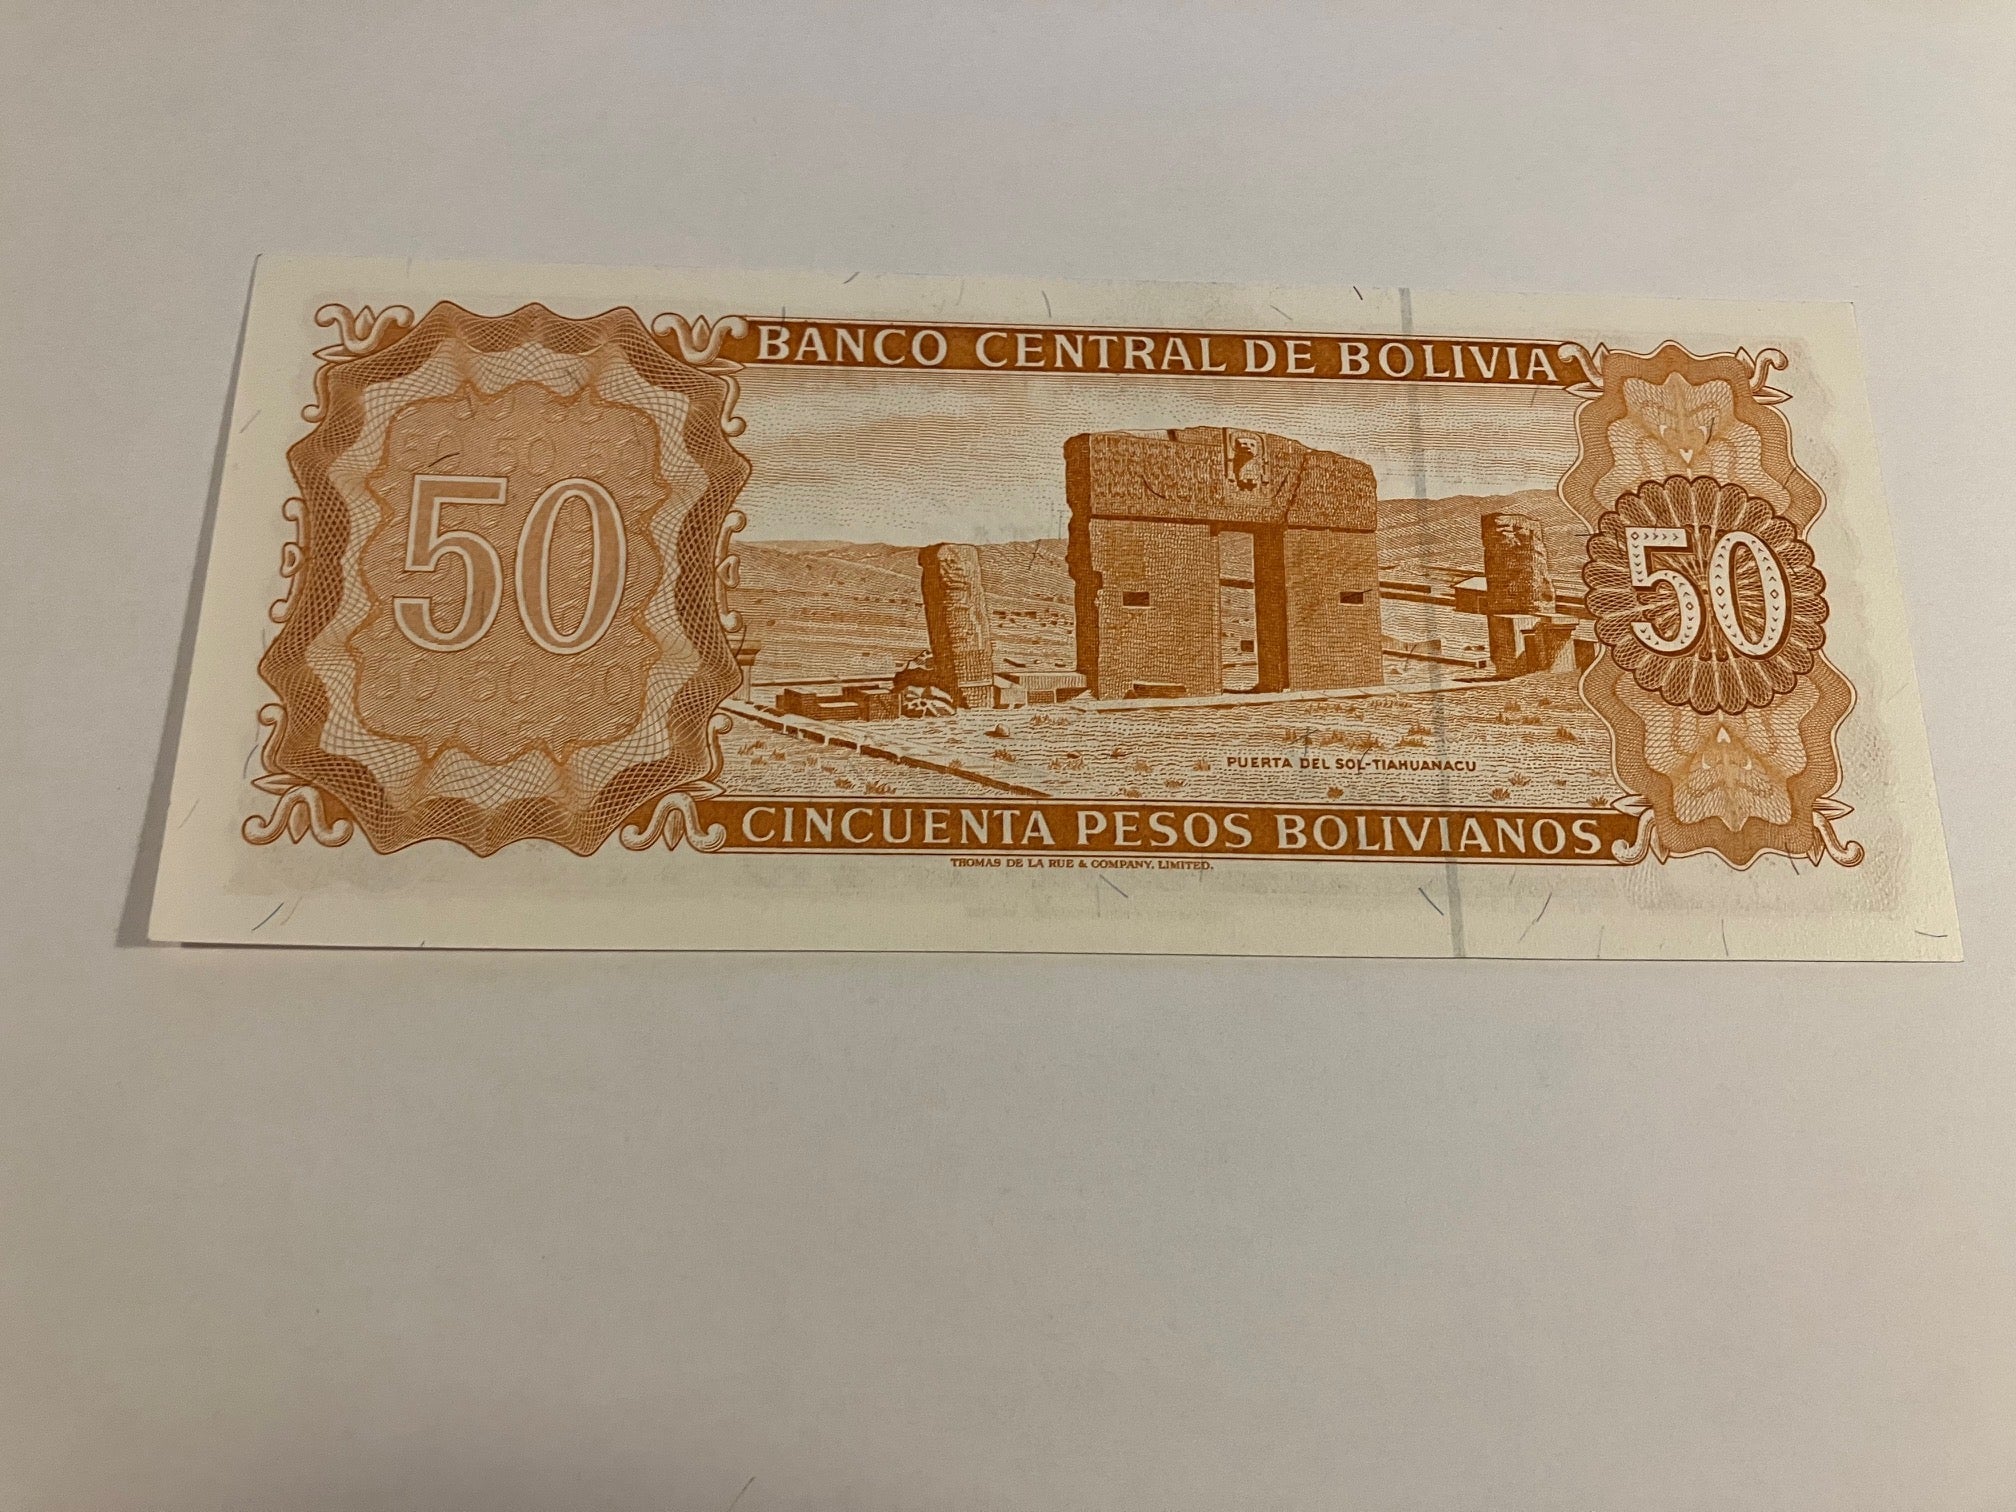 BANCO CENTRAL DE BOLIVIA
50
50
PUERTA DEL SOL-TIAHUANACU
CINCUENTA PESOS BOLIVIANOS
THOMAS DE LA RUE & COMPANY, LIMITED.